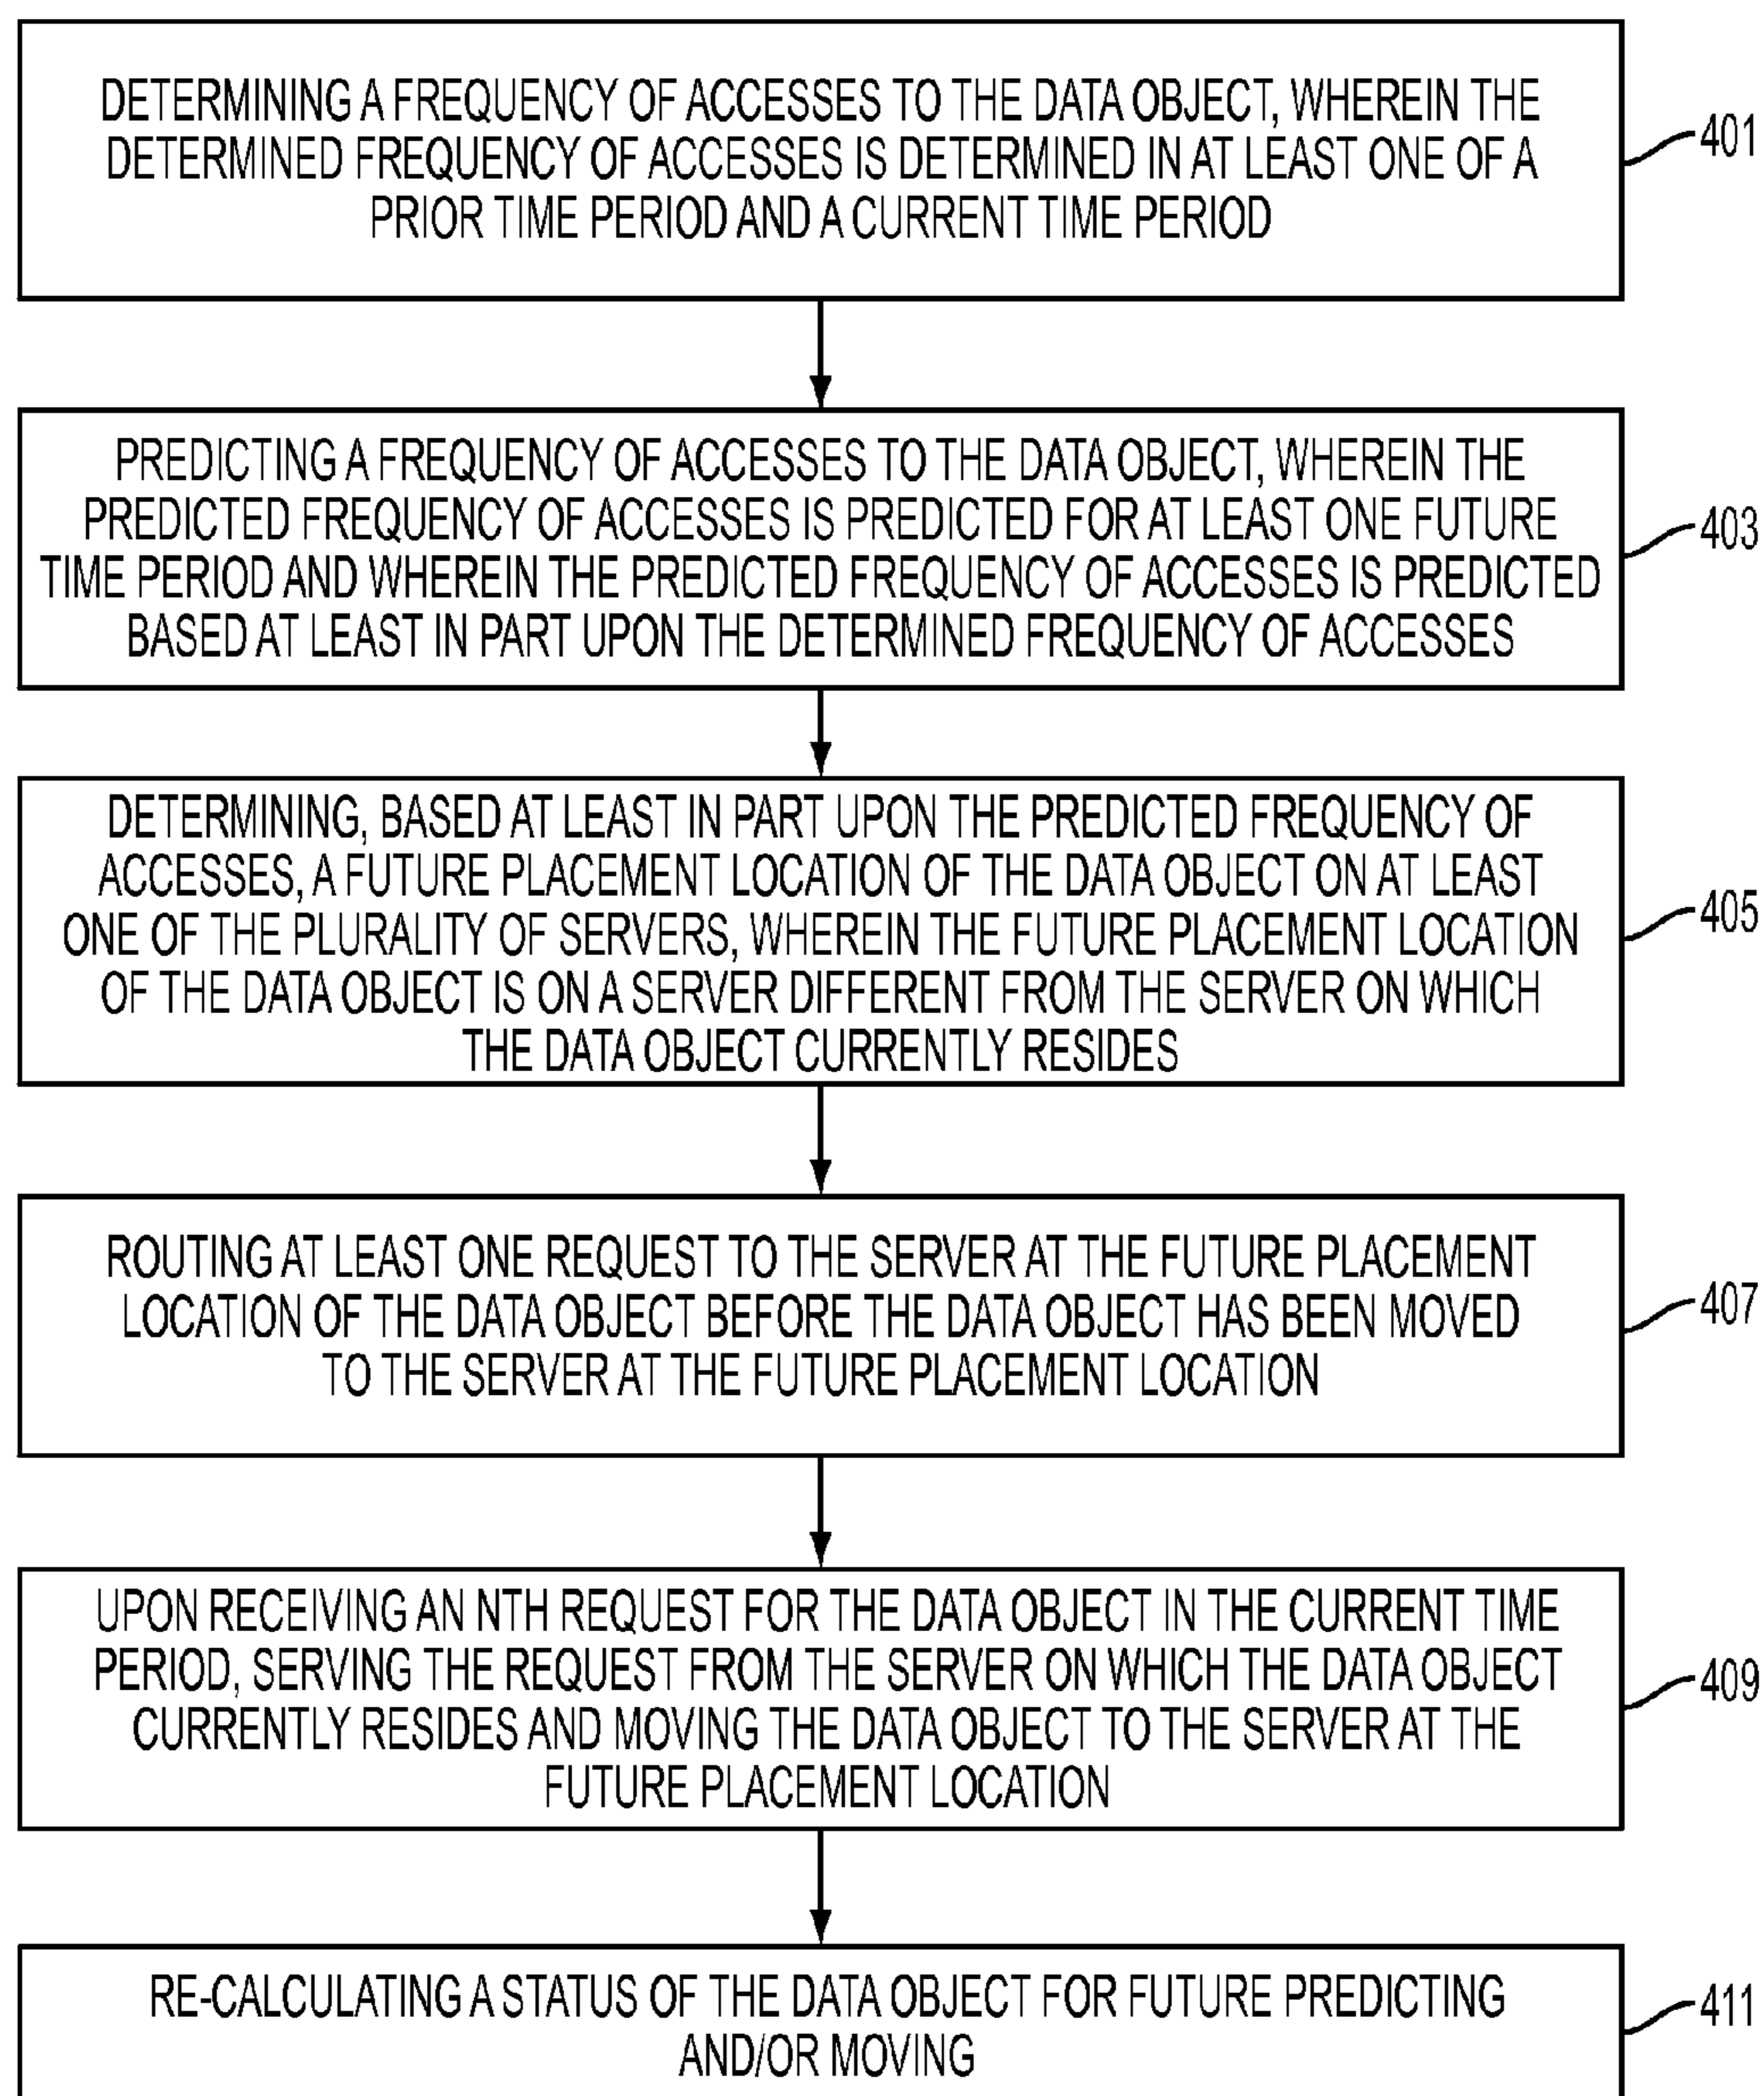 DETERMINING A FREQUENCY OF ACCESSES TO THE DATA OBJECT, WHEREIN THE
DETERMINED FREQUENCY OF ACCESSES IS DETERMINED IN AT LEAST ONE OF A
PRIOR TIME PERIOD AND A CURRENT TIME PERIOD
401
PREDICTING A FREQUENCY OF ACCESSES TO THE DATA OBJECT, WHEREIN THE
PREDICTED FREQUENCY OF ACCESSES IS PREDICTED FOR AT LEAST ONE FUTURE
TIME PERIOD AND WHEREIN THE PREDICTED FREQUENCY OF ACCESSES IS PREDICTED
BASED AT LEAST IN PART UPON THE DETERMINED FREQUENCY OF ACCESSES
403
DETERMINING, BASED AT LEAST IN PART UPON THE PREDICTED FREQUENCY OF
ACCESSES, A FUTURE PLACEMENT LOCATION OF THE DATA OBJECT ON AT LEAST
ONE OF THE PLURALITY OF SERVERS, WHEREIN THE FUTURE PLACEMENT LOCATION
OF THE DATA OBJECT IS ON A SERVER DIFFERENT FROM THE SERVER ON WHICH
THE DATA OBJECT CURRENTLY RESIDES
405
ROUTING AT LEAST ONE REQUEST TO THE SERVER AT THE FUTURE PLACEMENT
LOCATION OF THE DATA OBJECT BEFORE THE DATA OBJECT HAS BEEN MOVED
TO THE SERVER AT THE FUTURE PLACEMENT LOCATION
407
UPON RECEIVING AN NTH REQUEST FOR THE DATA OBJECT IN THE CURRENT TIME
PERIOD, SERVING THE REQUEST FROM THE SERVER ON WHICH THE DATA OBJECT
CURRENTLY RESIDES AND MOVING THE DATA OBJECT TO THE SERVER AT THE
FUTURE PLACEMENT LOCATION
409
RE-CALCULATING A STATUS OF THE DATA OBJECT FOR FUTURE PREDICTING
AND/OR MOVING
411